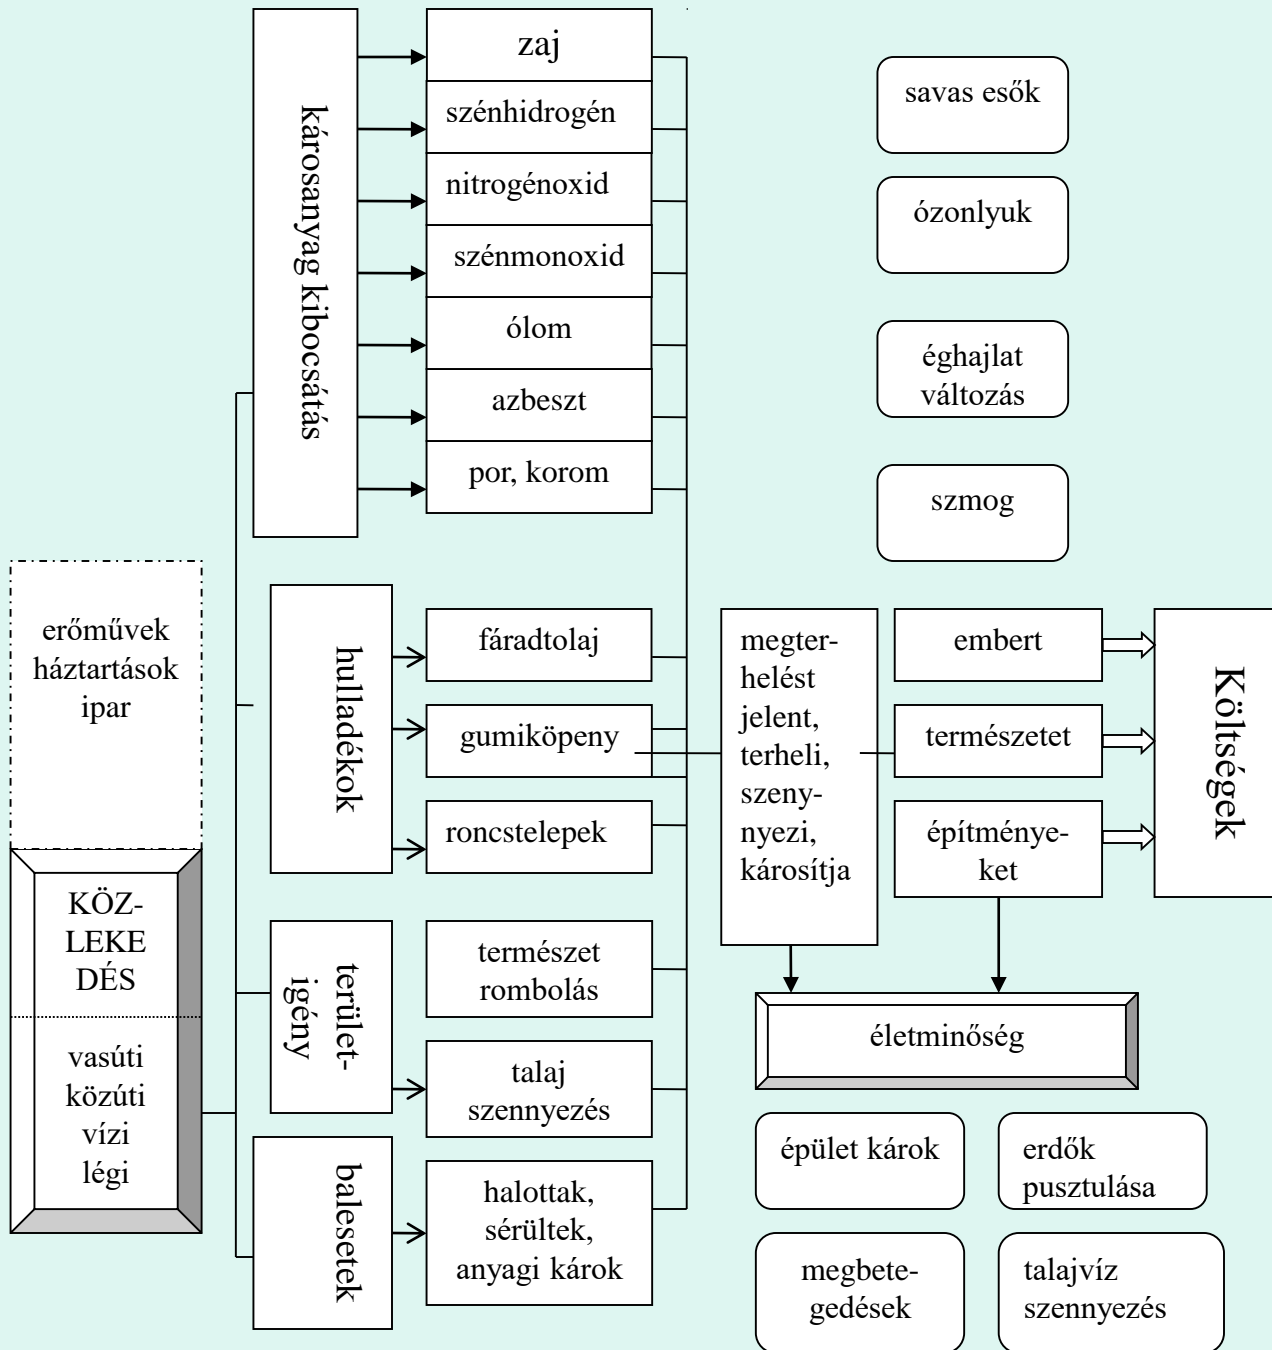 erőművek
háztartások
ipar
KÖZ-
LEKE
DÉS
vasúti
közúti
vízi
légi
károsanyag kibocsátás
zaj
szénhidrogén
nitrogénoxid
szénmonoxid
ólom
azbeszt
por, korom
hulladékok
fáradtolaj
gumiköpeny
roncstelepek
terület-
igény
természet
rombolás
talaj
szennyezés
balesetek
halottak,
sérültek,
anyagi károk
megter-
helést
jelent,
terheli,
szeny-
nyezi,
károsítja
embert
természetet
építménye-
ket
Költségek
életminőség
savas esők
ózonlyuk
éghajlat
változás
szmog
épület károk
erdők
pusztulása
megbete-
gedések
talajvíz
szennyezés